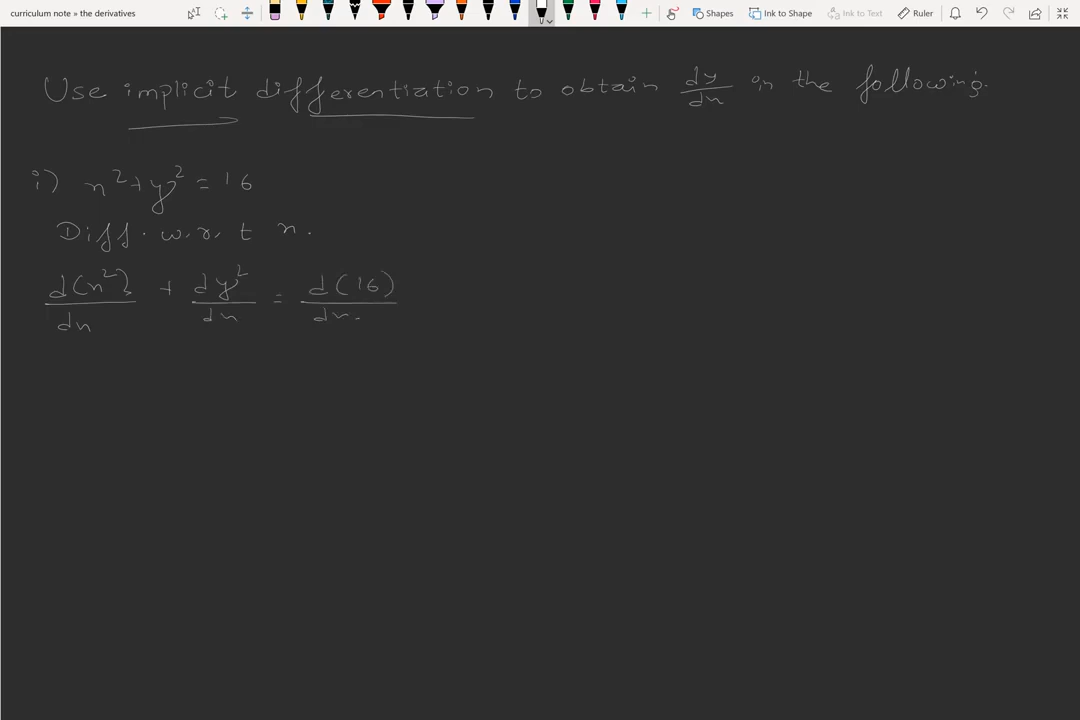 curriculum note » the derivatives
Shapes
Ink to Shape
Ink to Text
Ruler
Use implicit differentiation to obtain dy/dx in the following.
i) x²+y² = 16
Diff. w.r.t x.
d(x²)/dx + dy²/dx = d(16)/dx.